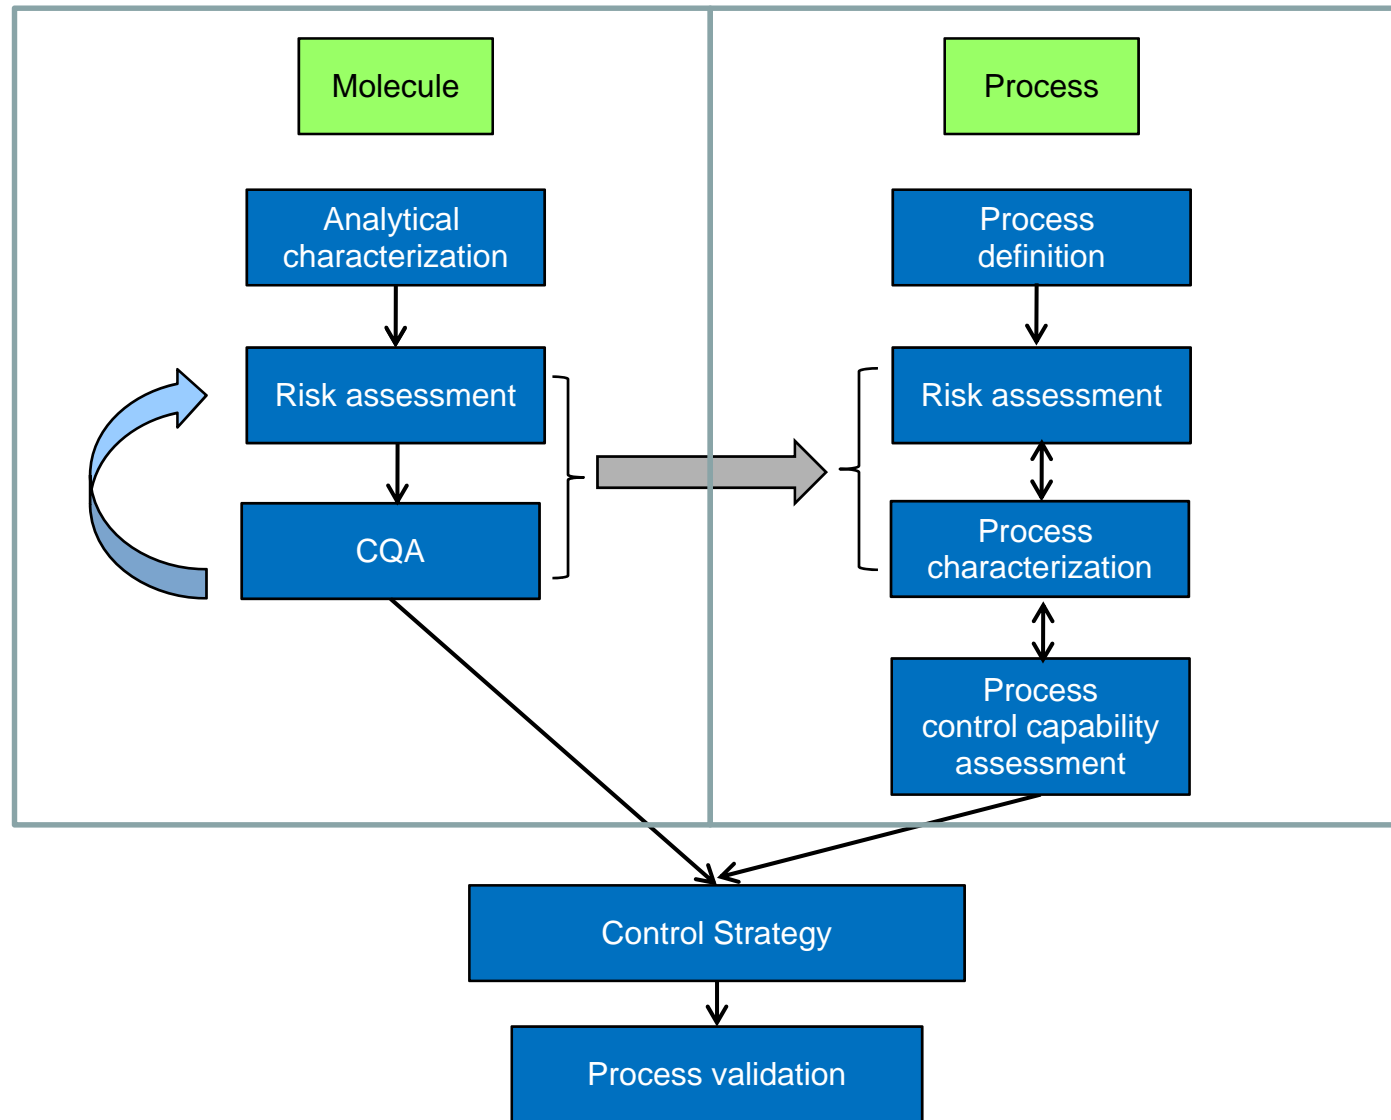 Molecule
Analytical
characterization
Risk assessment
CQA
Process
Process
definition
Risk assessment
Process
characterization
Process
control capability
assessment
Control Strategy
Process validation